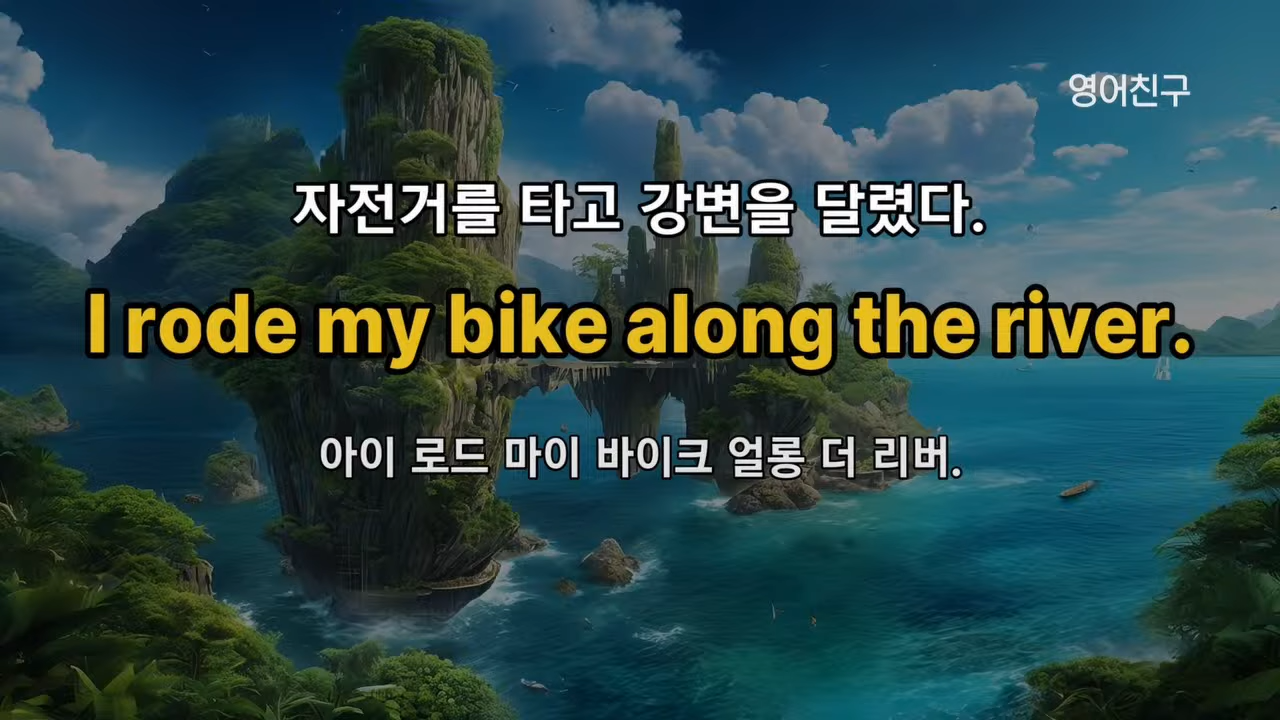 영어친구
자전거를 타고 강변을 달렸다.
I rode my bike along the river.
아이 로드 마이 바이크 얼롱 더 리버.